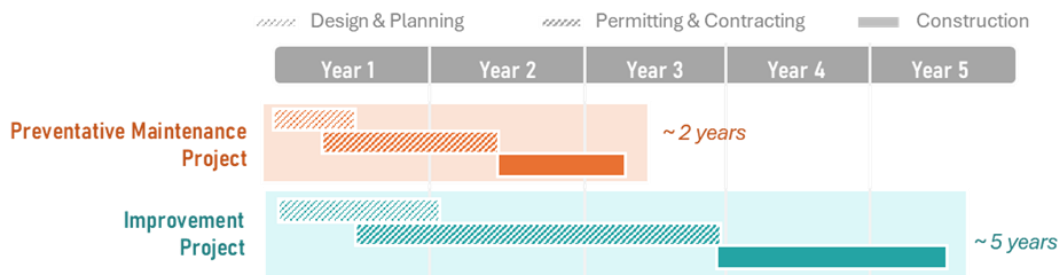 Design & Planning
Permitting & Contracting
Construction
Year 1
Year 2
Year 3
Year 4
Year 5
Preventative Maintenance
Project
~ 2 years
Improvement
Project
~ 5 years